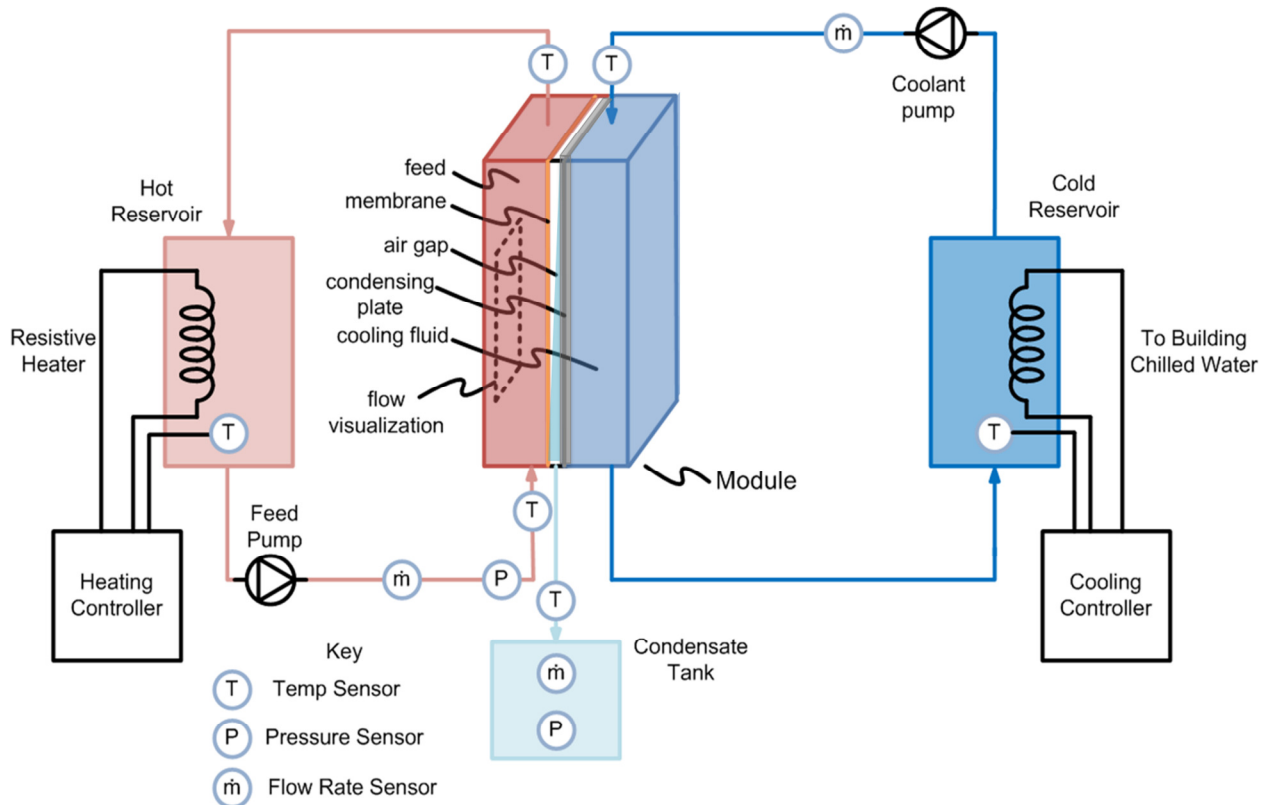 T
T
ṁ
Coolant
pump
Hot
Reservoir
feed
membrane
air gap
condensing
plate
cooling fluid
flow
visualization
Cold
Reservoir
Resistive
Heater
T
To Building
Chilled Water
T
Module
Feed
Pump
T
Heating
Controller
ṁ
P
T
Cooling
Controller
Condensate
Tank
ṁ
P
Key
T Temp Sensor
P Pressure Sensor
ṁ Flow Rate Sensor